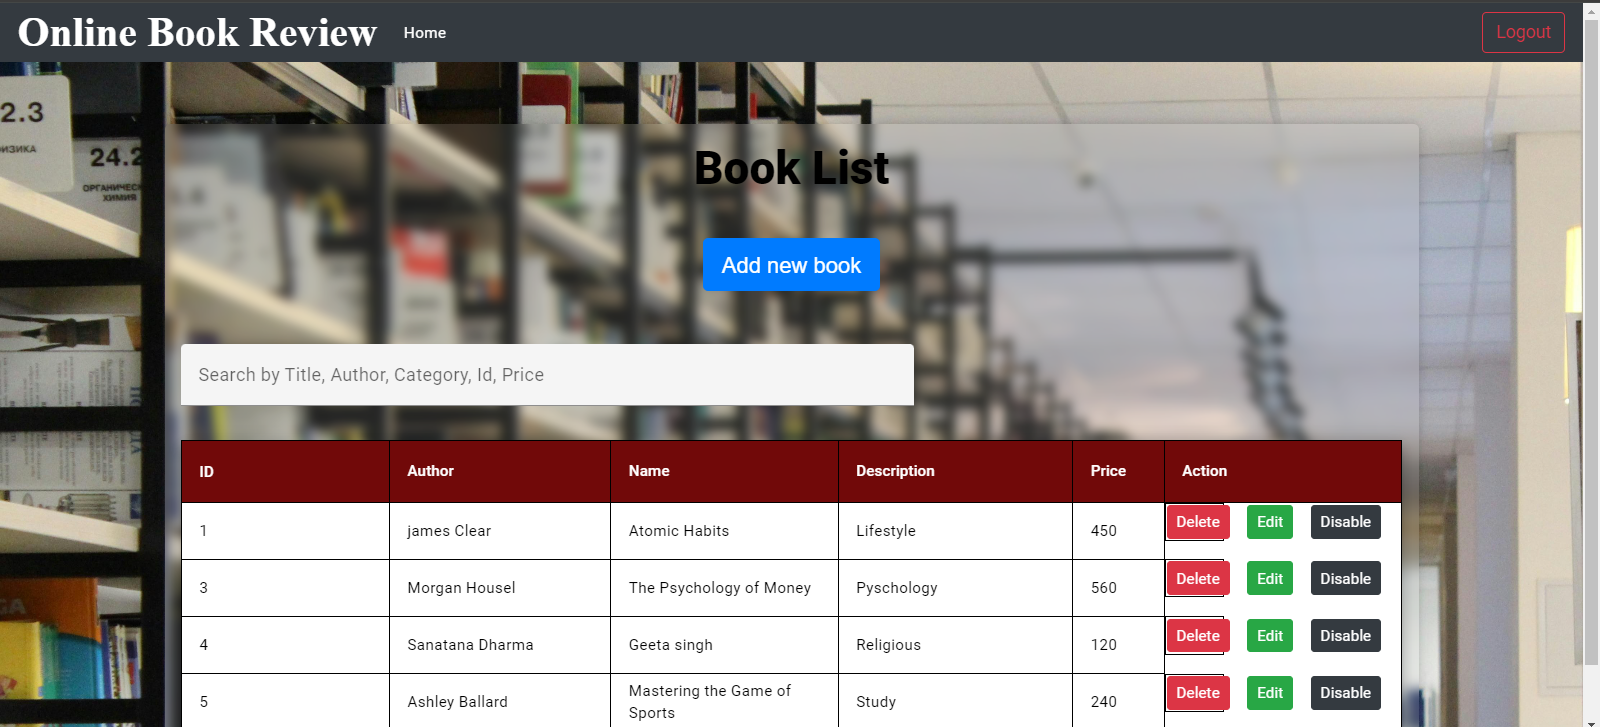 Online Book Review Home Logout
2.3
24.2
Book List
Add new book
Search by Title, Author, Category, Id, Price
ID Author Name Description Price Action
1 james Clear Atomic Habits Lifestyle 450 Delete Edit Disable
3 Morgan Housel The Psychology of Money Pyschology 560 Delete Edit Disable
4 Sanatana Dharma Geeta singh Religious 120 Delete Edit Disable
5 Ashley Ballard Mastering the Game of
Sports Study 240 Delete Edit Disable